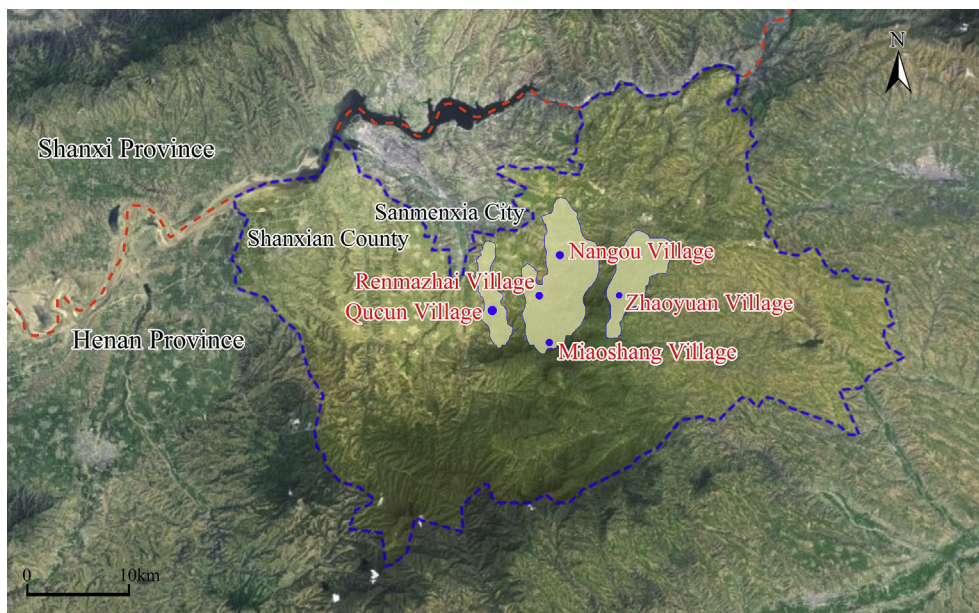 N
Shanxi Province
Sanmenxia City
Shanxian County
Nangou Village
Renmazhai Village
Zhaoyuan Village
Qucun Village
Henan Province
Miaoshang Village
0 10km